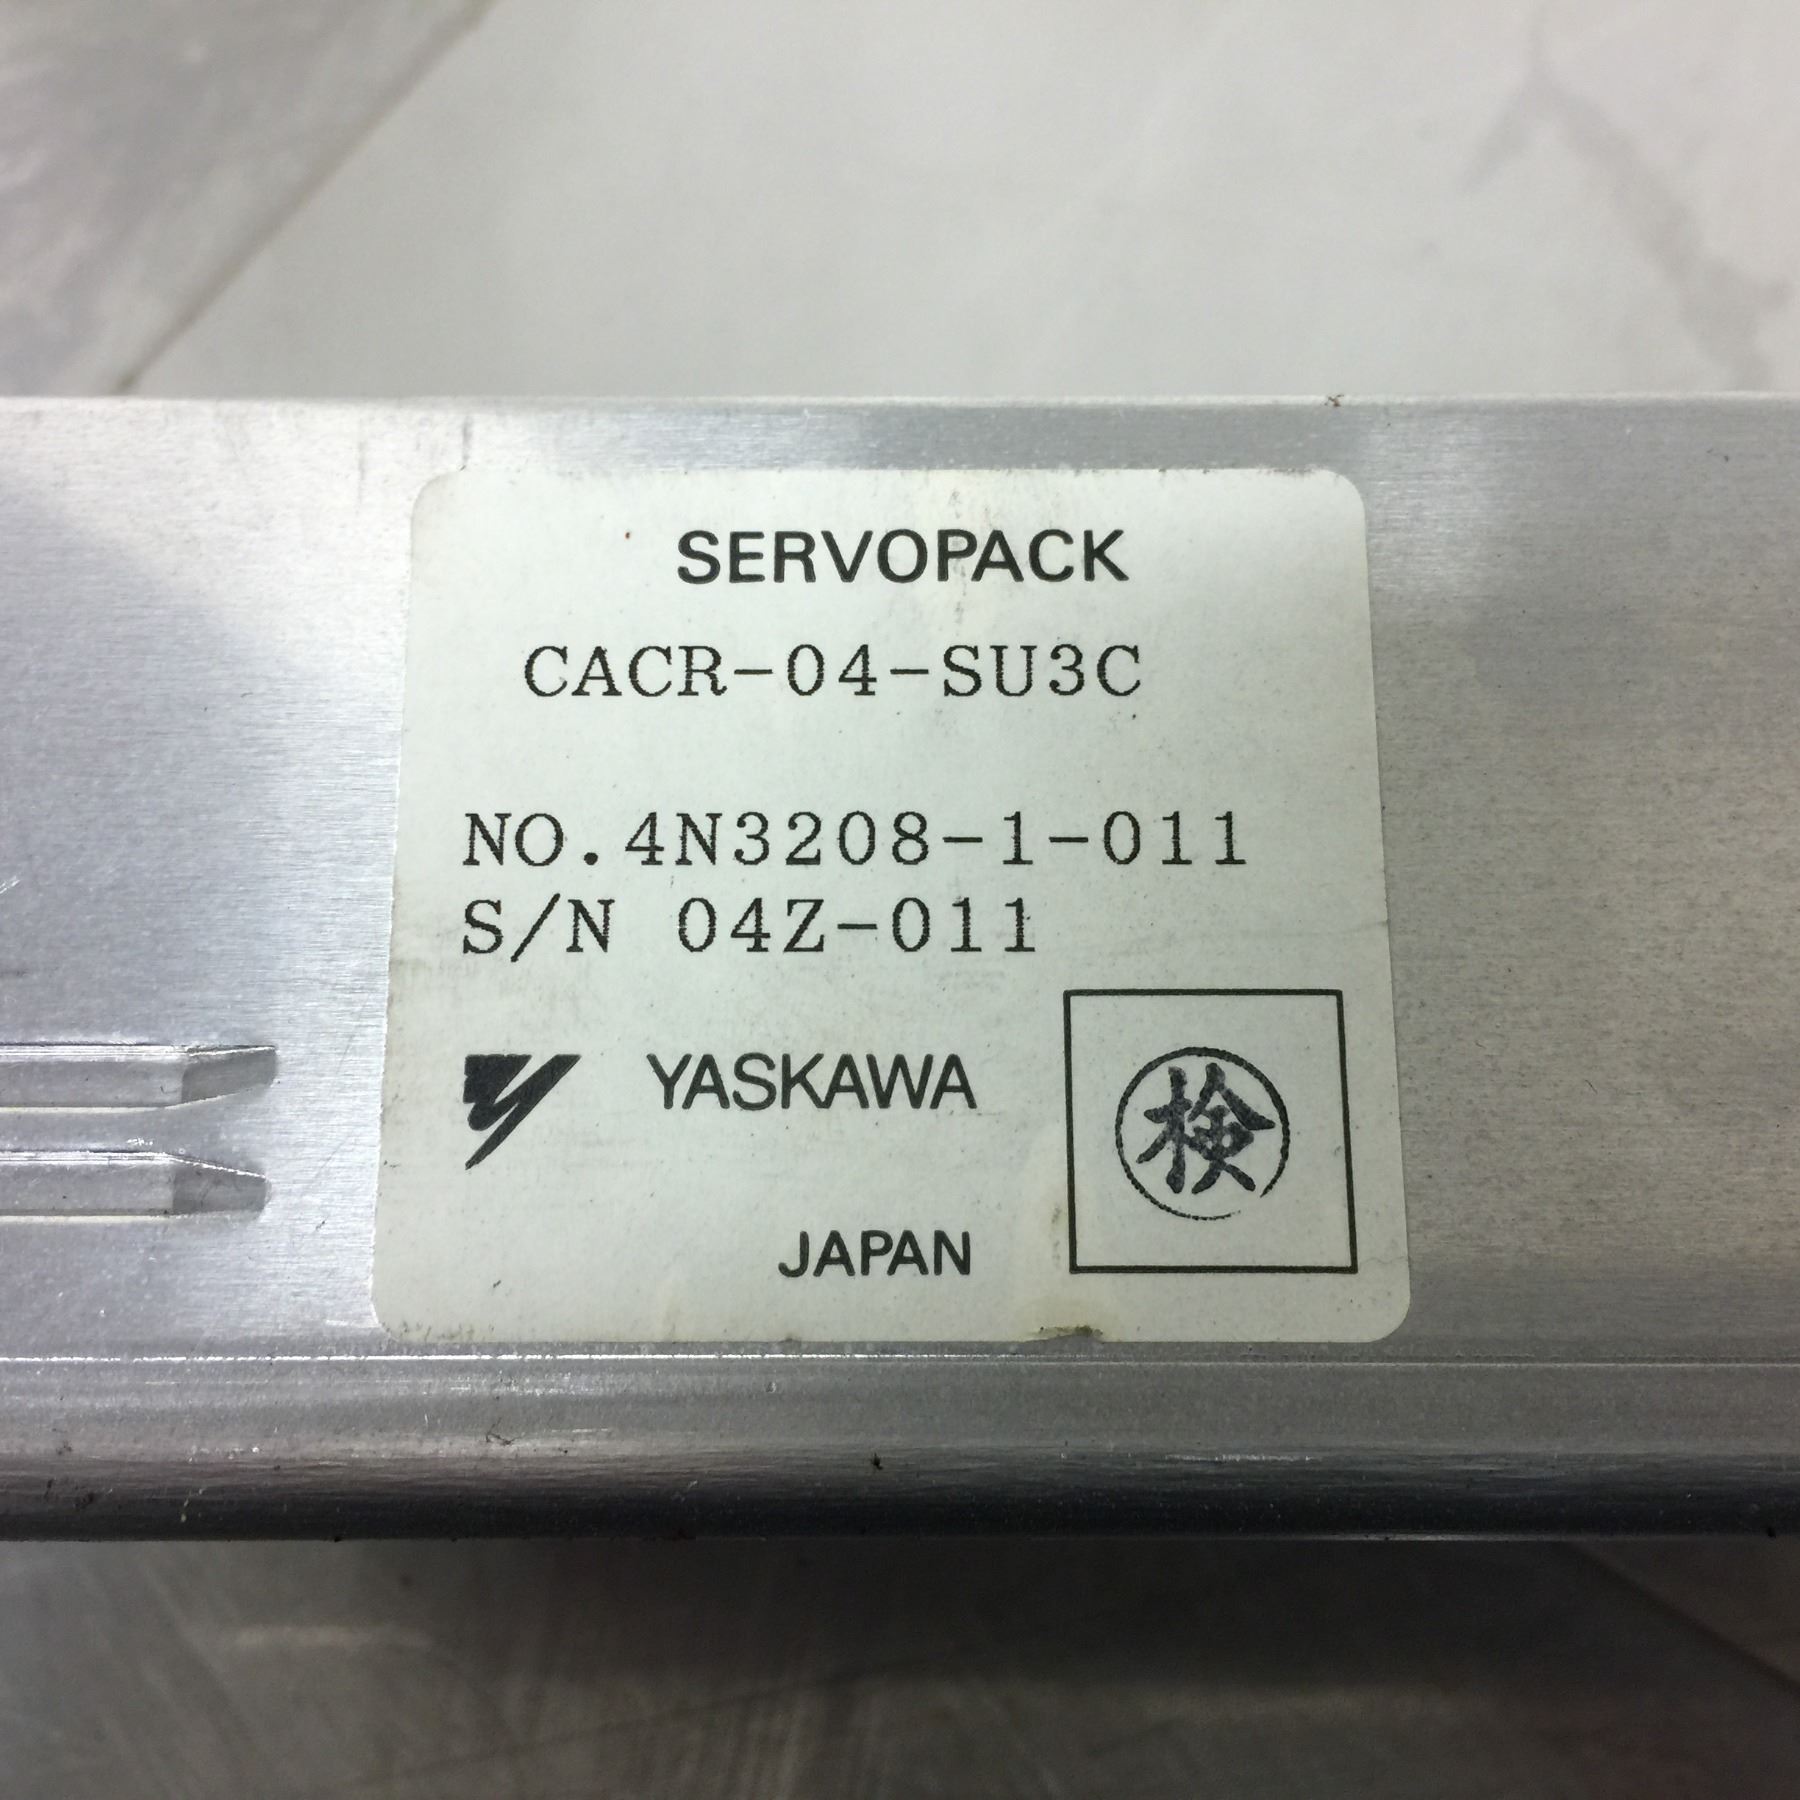 SERVOPACK
CACR-04-SU3C
NO.4N3208-1-011
S/N 04Z-011
YASKAWA
検
JAPAN